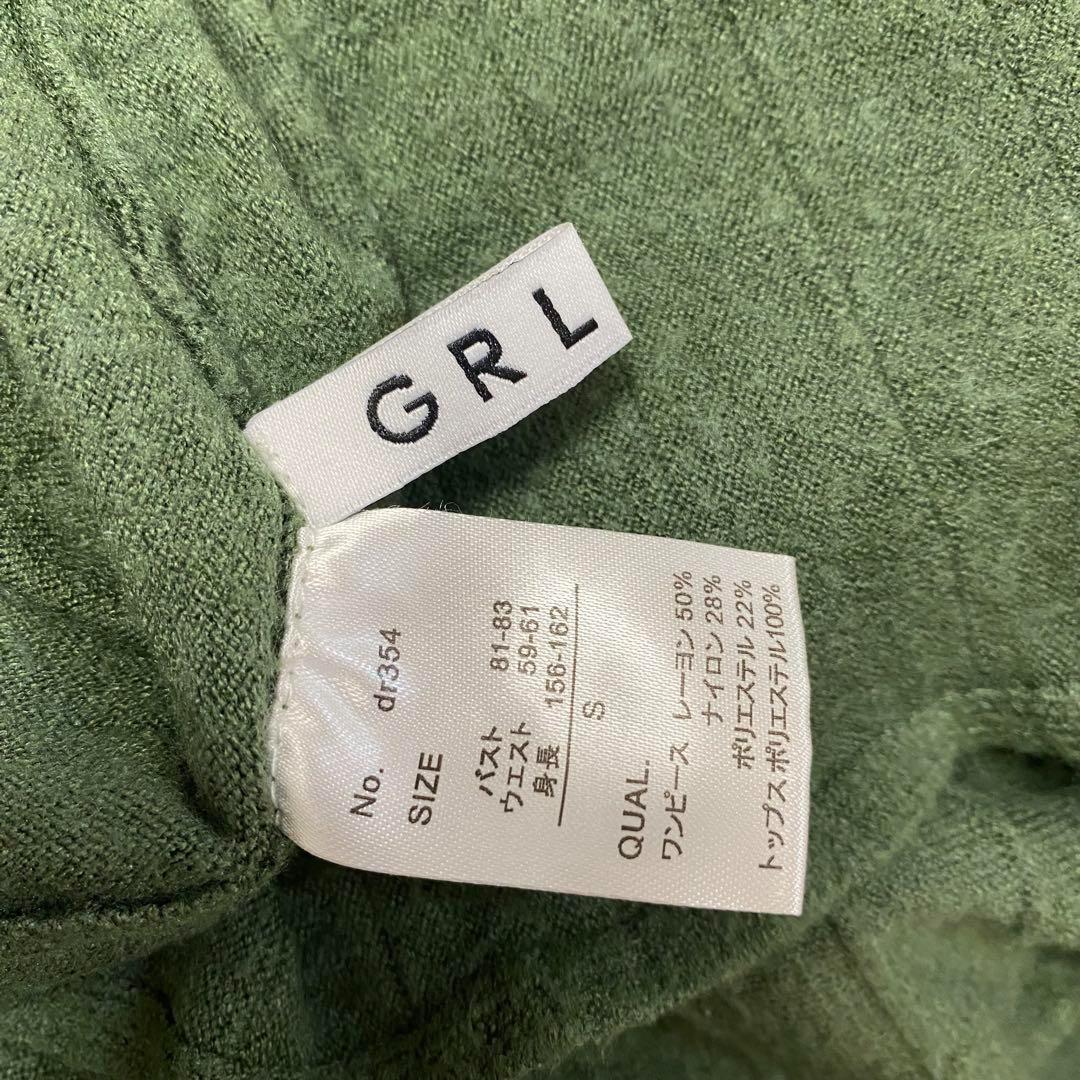 GRL
No. dr354
SIZE
バスト 81-83
ウエスト 59-61
身長 156-162
S
QUAL.
ワンピース レーヨン 50%
ナイロン 28%
ポリエステル 22%
トップス ポリエステル100%